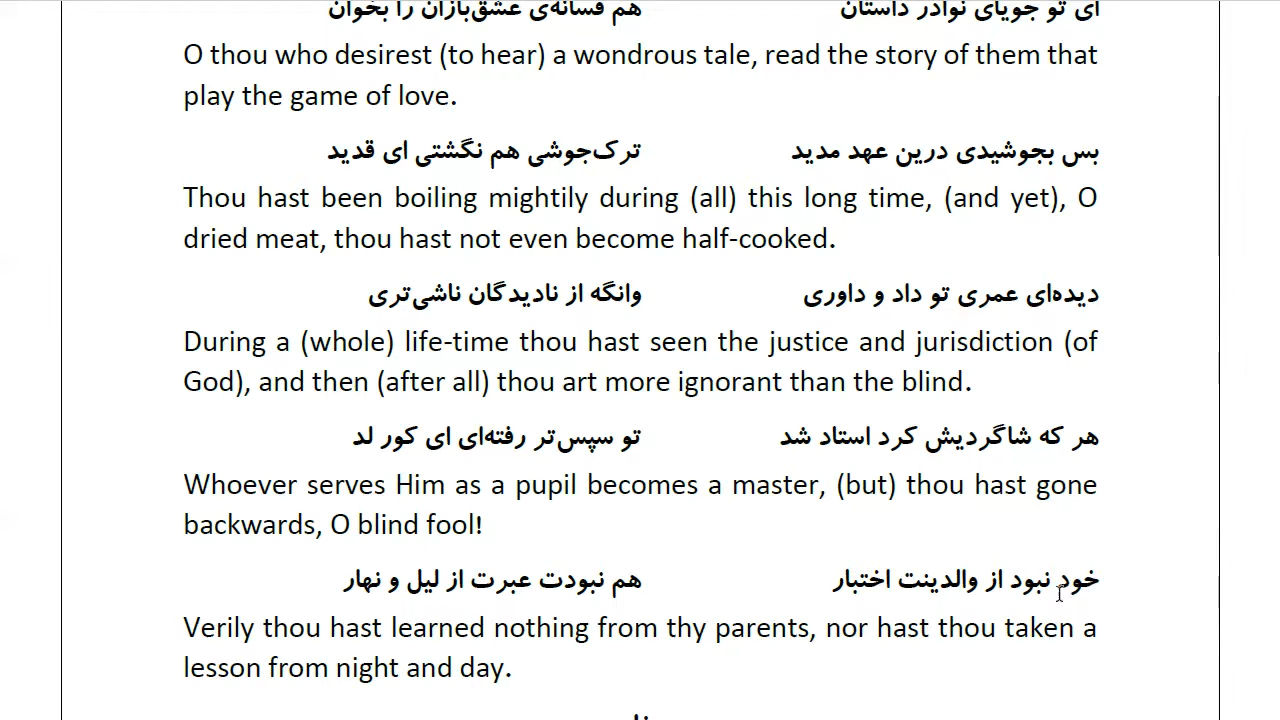 ای تو جویای نوادر داستان هم فسانه‌ی عشق‌بازان را بخوان
O thou who desirest (to hear) a wondrous tale, read the story of them that
play the game of love.
بس بجوشیدی درین عهد مدید ترک‌جوشی هم نگشتی ای قدید
Thou hast been boiling mightily during (all) this long time, (and yet), O
dried meat, thou hast not even become half-cooked.
دیده‌ای عمری تو داد و داوری وانگه از نادیدگان ناشی‌تری
During a (whole) life-time thou hast seen the justice and jurisdiction (of
God), and then (after all) thou art more ignorant than the blind.
هر که شاگردیش کرد استاد شد تو سپس‌تر رفته‌ای ای کور لد
Whoever serves Him as a pupil becomes a master, (but) thou hast gone
backwards, O blind fool!
خود نبود از والدینت اختبار هم نبودت عبرت از لیل و نهار
Verily thou hast learned nothing from thy parents, nor hast thou taken a
lesson from night and day.